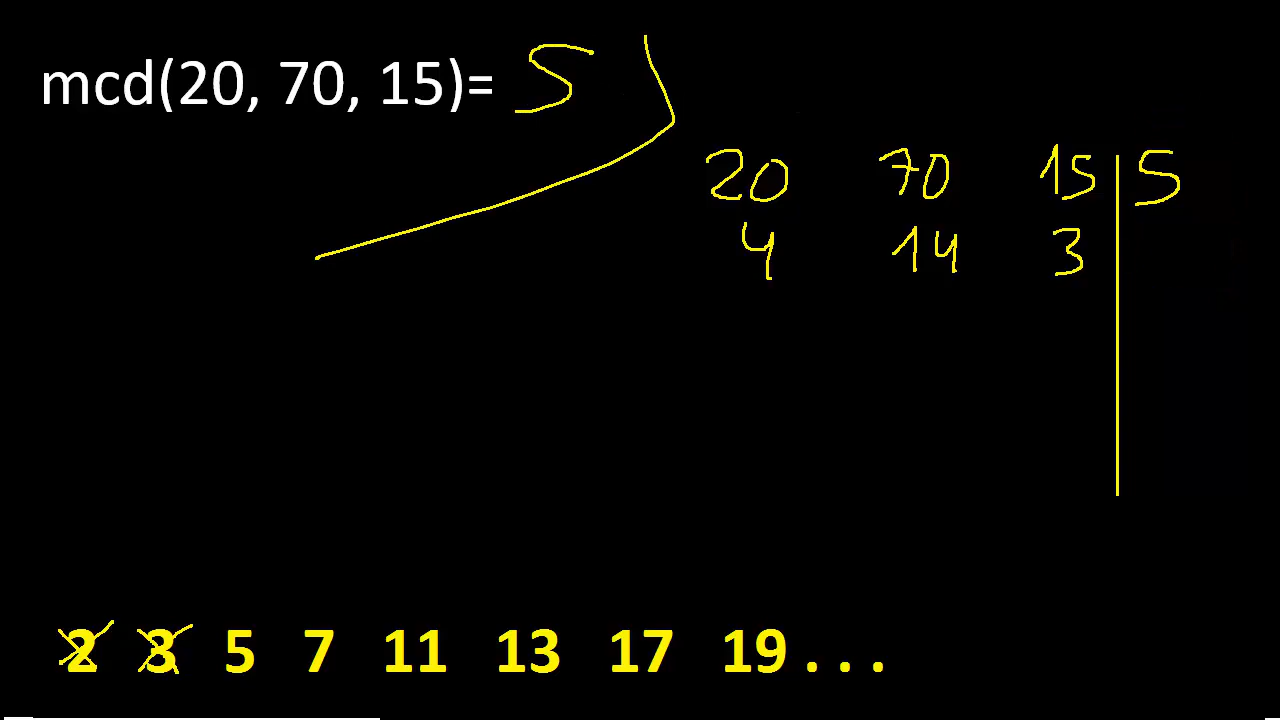 mcd(20, 70, 15)= 5
20 70 15 5
4 14 3
2 3 5 7 11 13 17 19 . . .